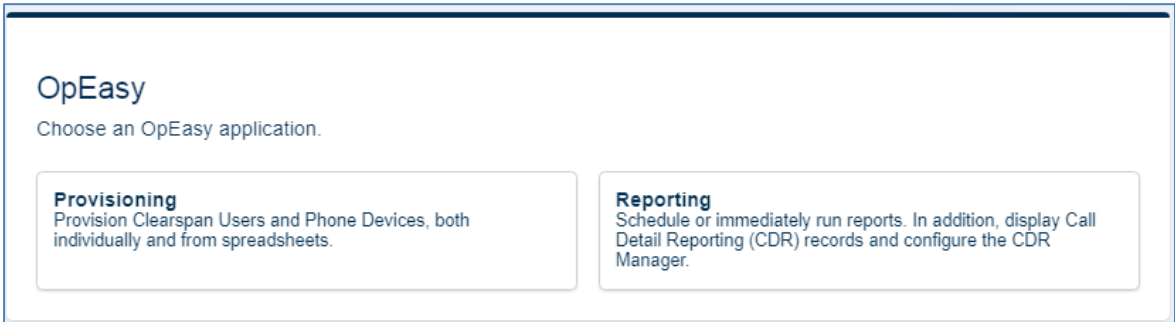 OpEasy
Choose an OpEasy application.
Provisioning
Provision Clearspan Users and Phone Devices, both
individually and from spreadsheets.
Reporting
Schedule or immediately run reports. In addition, display Call
Detail Reporting (CDR) records and configure the CDR
Manager.